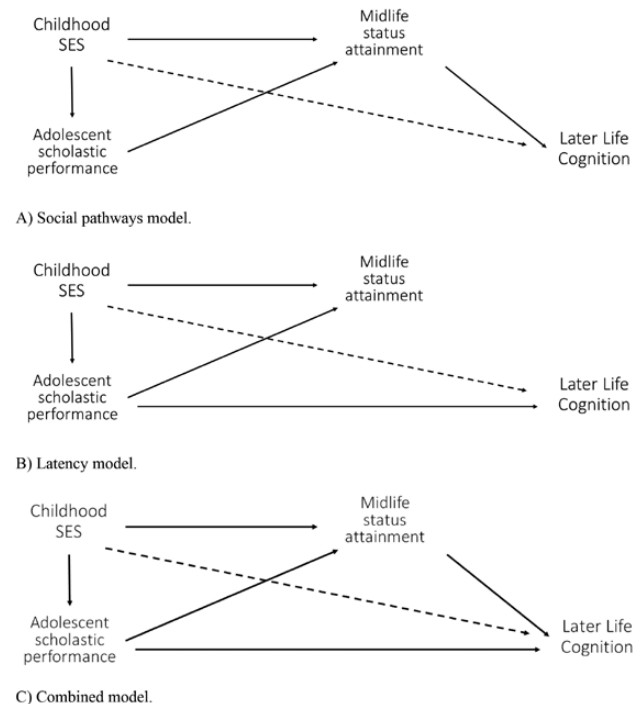 Childhood
SES
Midlife
status
attainment
Adolescent
scholastic
performance
Later Life
Cognition
A) Social pathways model.
Childhood
SES
Midlife
status
attainment
Adolescent
scholastic
performance
Later Life
Cognition
B) Latency model.
Childhood
SES
Midlife
status
attainment
Adolescent
scholastic
performance
Later Life
Cognition
C) Combined model.